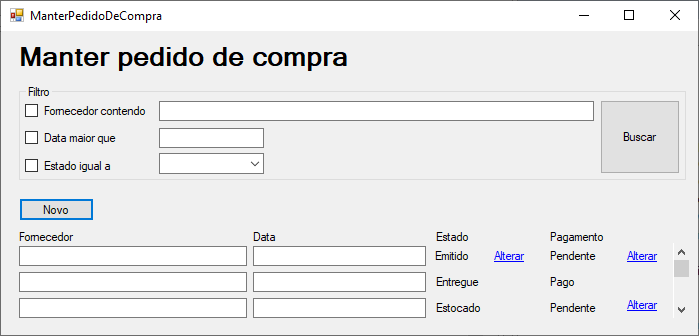 ManterPedidoDeCompra
Manter pedido de compra
Filtro
Fornecedor contendo
Data maior que
Buscar
Estado igual a
Novo
Fornecedor Data Estado Pagamento
Emitido Alterar Pendente Alterar
Entregue Pago
Estocado Pendente Alterar